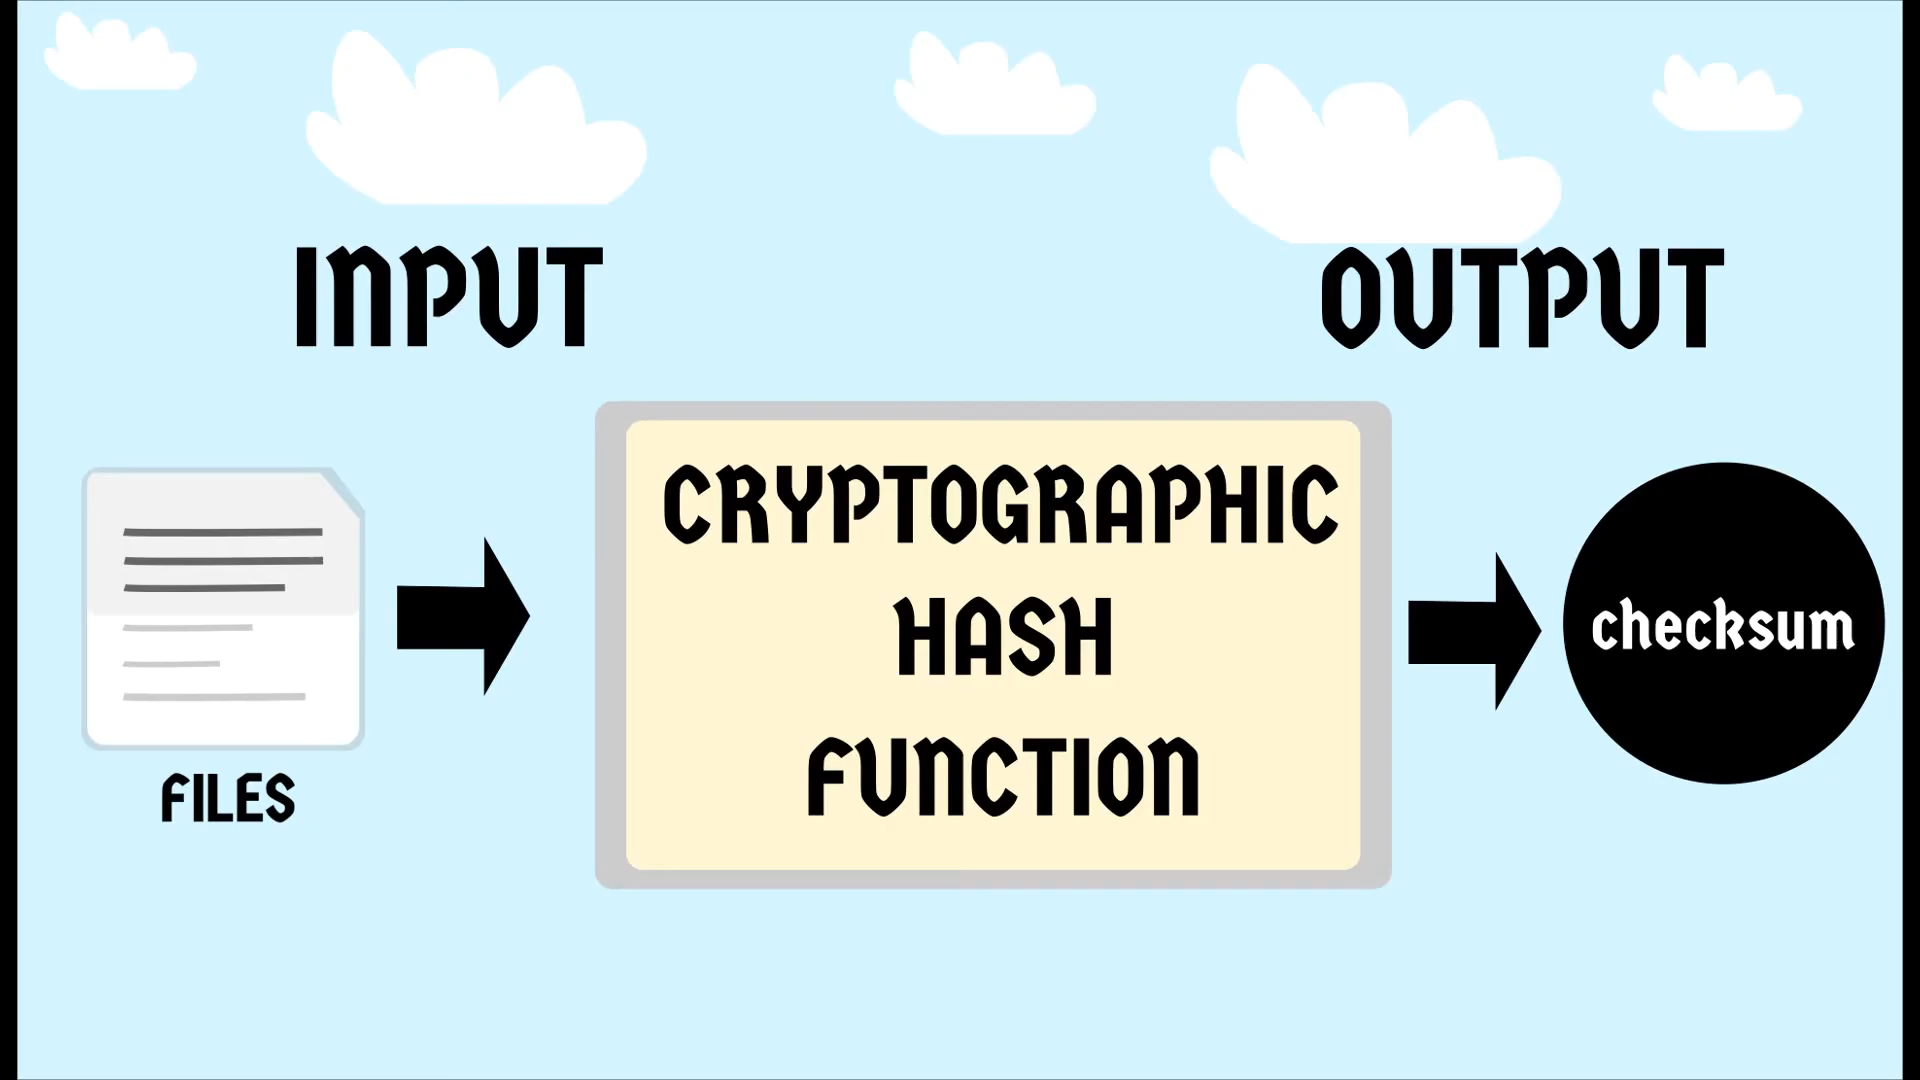 INPUT
OUTPUT
CRYPTOGRAPHIC
HASH
FUNCTION
checksum
FILES